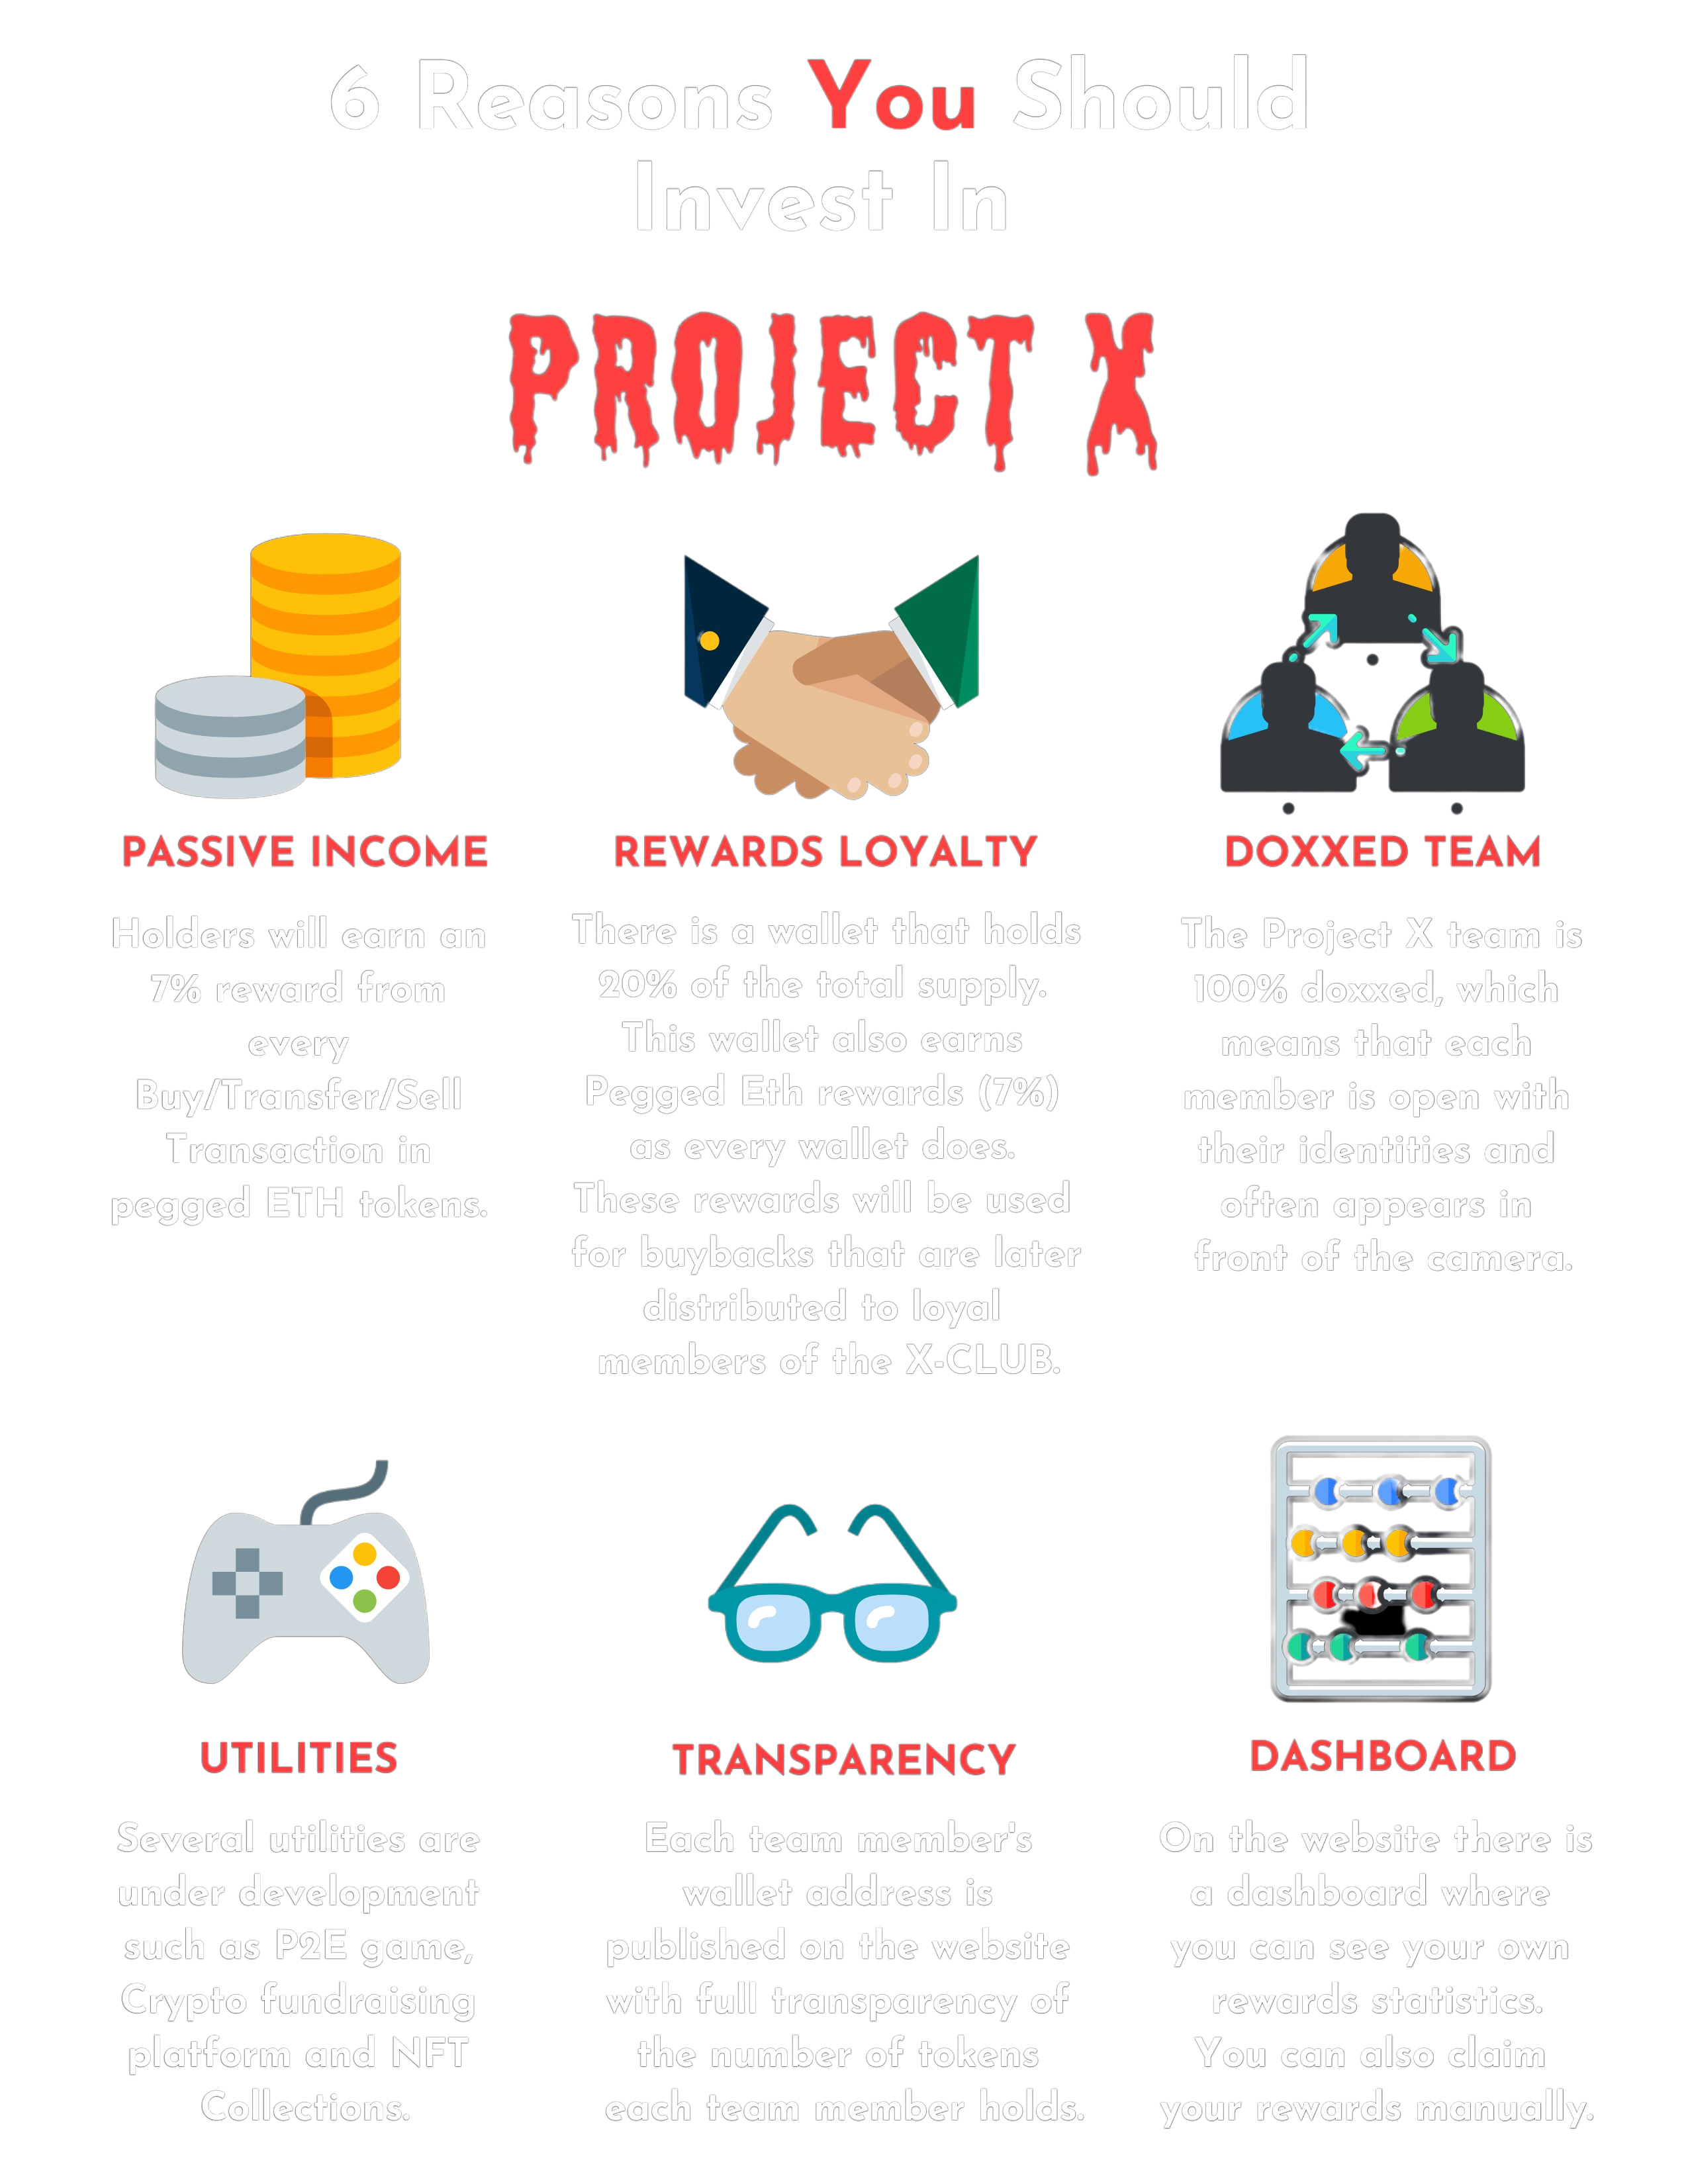 6 Reasons You Should
Invest In
PROJECT X
PASSIVE INCOME
Holders will earn an
7% reward from
every
Buy/Transfer/Sell
Transaction in
pegged ETH tokens.
REWARDS LOYALTY
There is a wallet that holds
20% of the total supply.
This wallet also earns
Pegged Eth rewards (7%)
as every wallet does.
These rewards will be used
for buybacks that are later
distributed to loyal
members of the X-CLUB.
DOXXED TEAM
The Project X team is
100% doxxed, which
means that each
member is open with
their identities and
often appears in
front of the camera.
UTILITIES
Several utilities are
under development
such as P2E game,
Crypto fundraising
platform and NFT
Collections.
TRANSPARENCY
Each team member's
wallet address is
published on the website
with full transparency of
the number of tokens
each team member holds.
DASHBOARD
On the website there is
a dashboard where
you can see your own
rewards statistics.
You can also claim
your rewards manually.